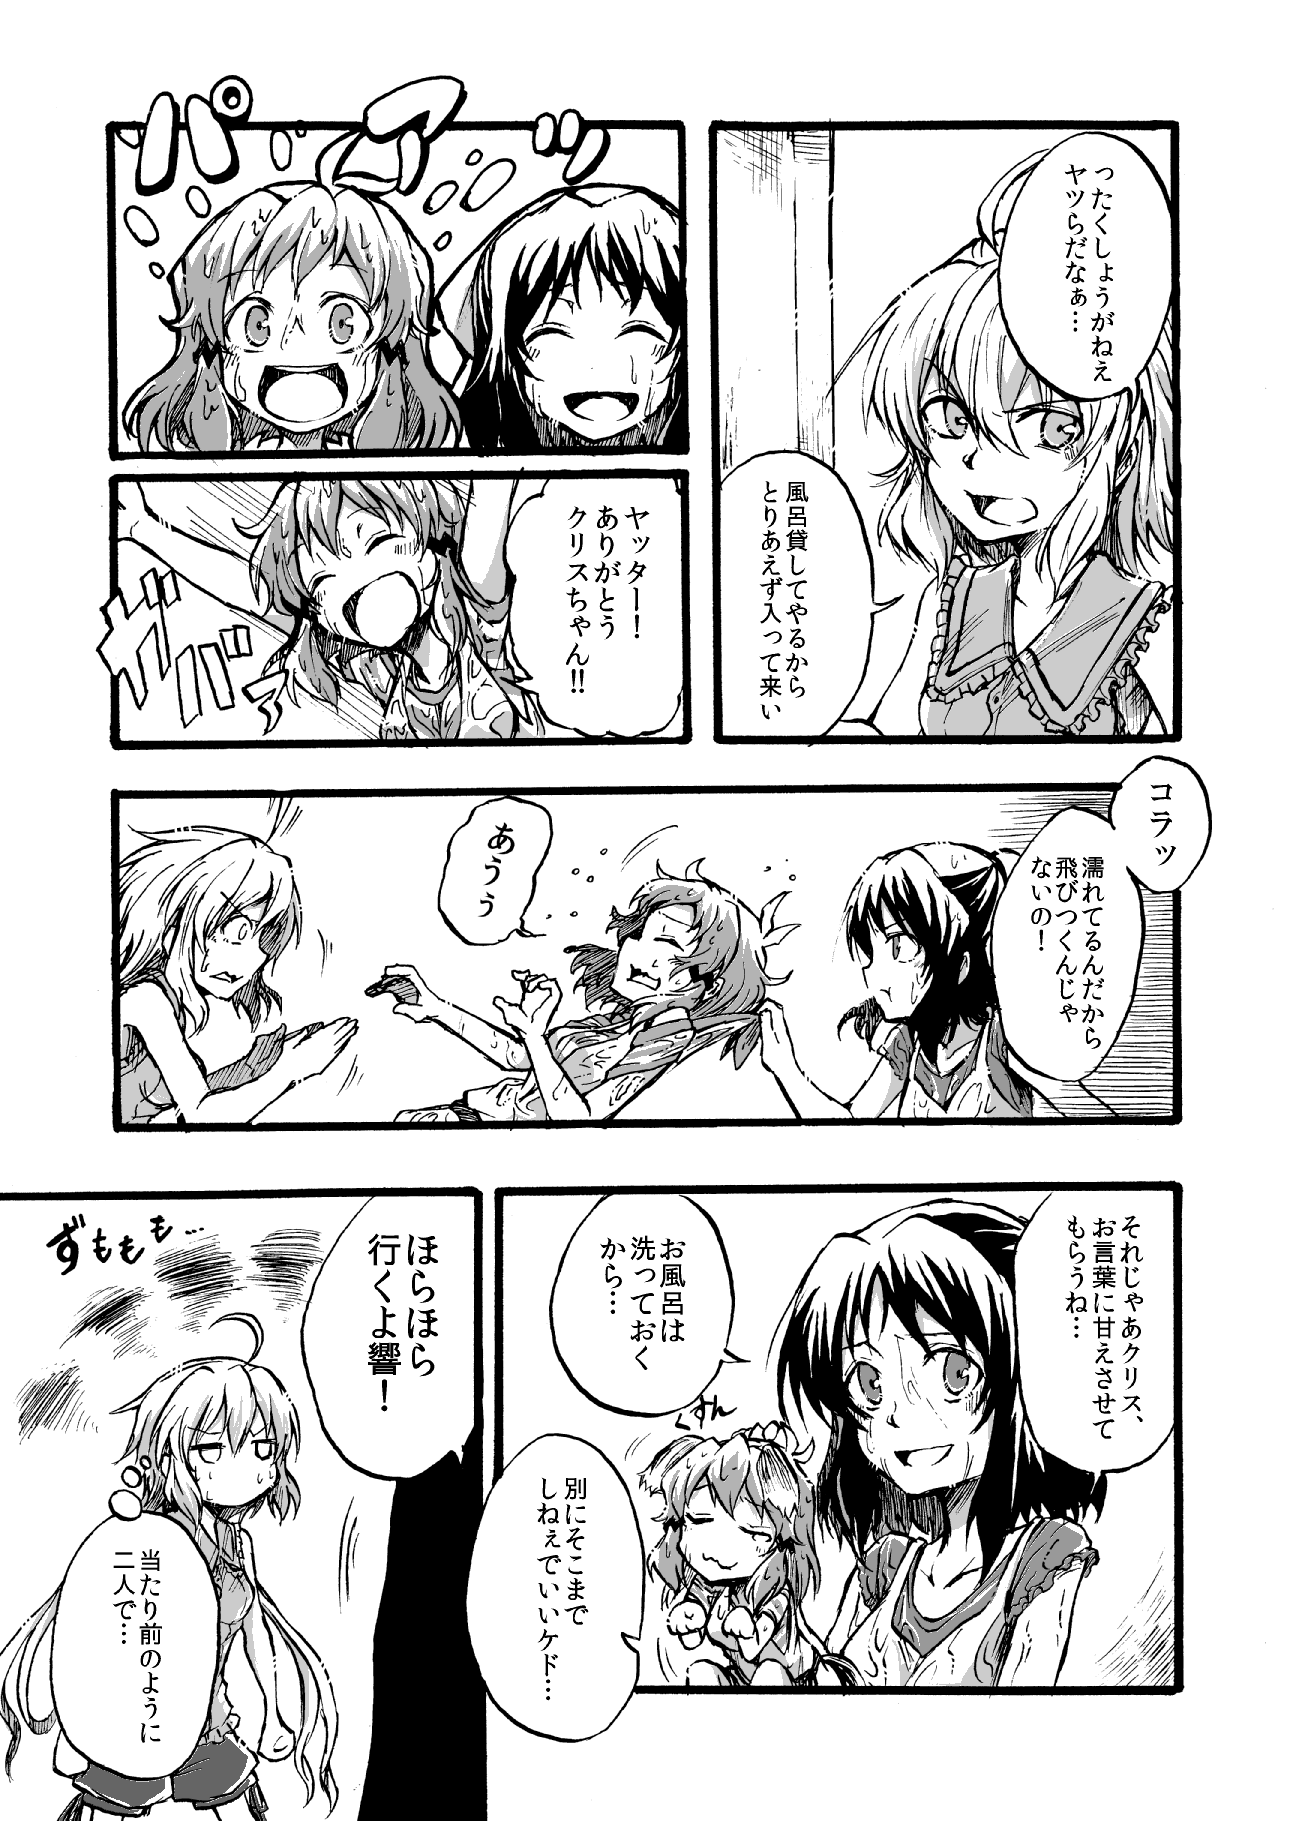 ったくしょうがねえ
ヤツらだなぁ…
風呂貸してやるから
とりあえず入って来い
パアッ
ヤッター！
ありがとう
クリスちゃん!!
ガバァ
コラッ
濡れてるんだから
飛びつくんじゃ
ないの！
あうぅ
それじゃあクリス、
お言葉に甘えさせて
もらうね…
お風呂は
洗っておく
から…
くすん
別にそこまで
しねぇでいいケド…
ほらほら
行くよ響！
ずももも…
当たり前のように
二人で…